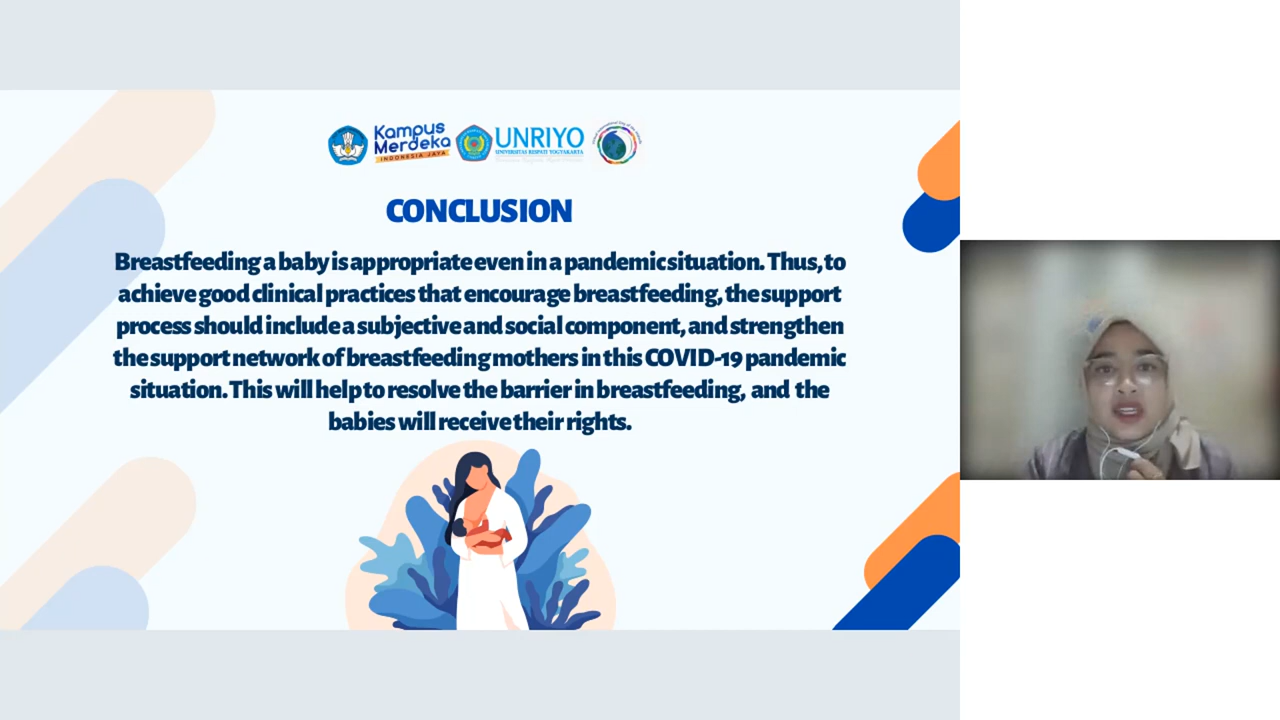 Kampus
Merdeka
INDONESIA JAYA
UNRIYO
UNIVERSITAS RESPATI YOGYAKARTA
CONCLUSION
Breastfeeding a baby is appropriate even in a pandemic situation. Thus, to
achieve good clinical practices that encourage breastfeeding, the support
process should include a subjective and social component, and strengthen
the support network of breastfeeding mothers in this COVID-19 pandemic
situation. This will help to resolve the barrier in breastfeeding, and the
babies will receive their rights.